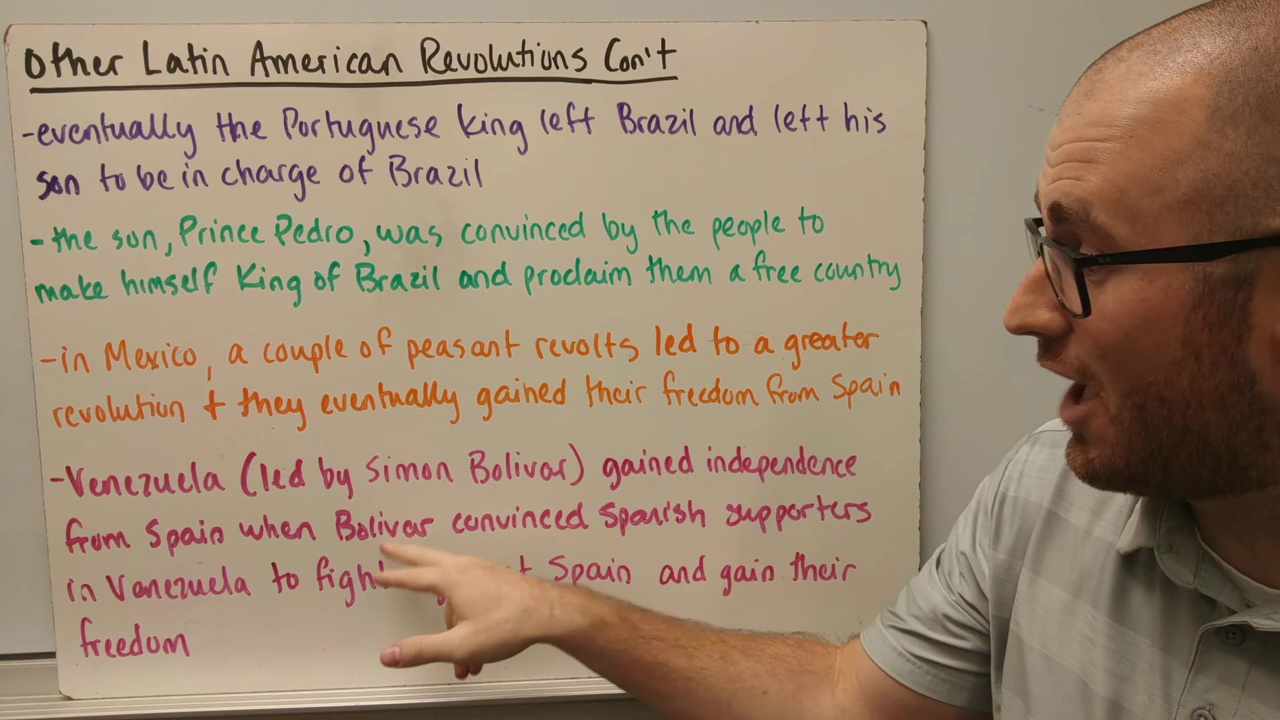 Other Latin American Revolutions Con't
-eventually the Portuguese king left Brazil and left his
son to be in charge of Brazil
-the son, Prince Pedro, was convinced by the people to
make himself King of Brazil and proclaim them a free country
-in Mexico, a couple of peasant revolts led to a greater
revolution + they eventually gained their freedom from Spain
-Venezuela (led by Simon Bolivar) gained independence
from Spain when Bolivar convinced Spanish supporters
in Venezuela to Spain and gain their
freedom